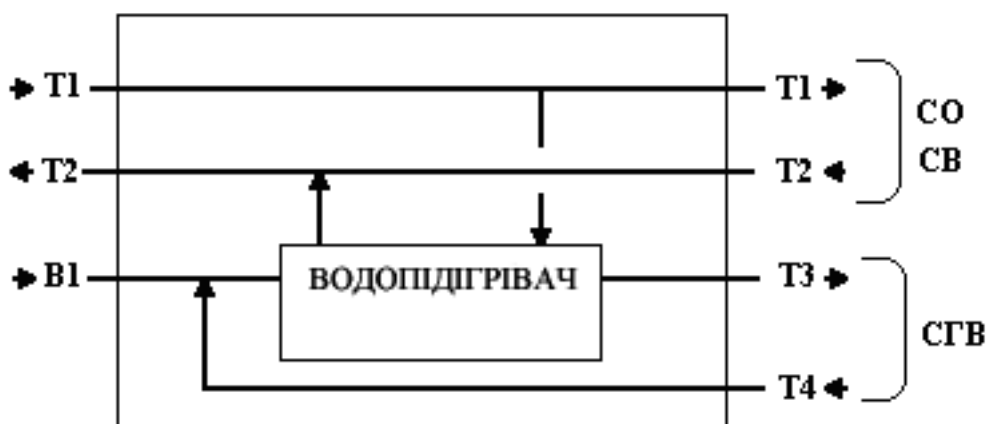 Т1
Т1
СО
Т2
Т2
СВ
В1
ВОДОПІДІГРІВАЧ
Т3
СГВ
Т4